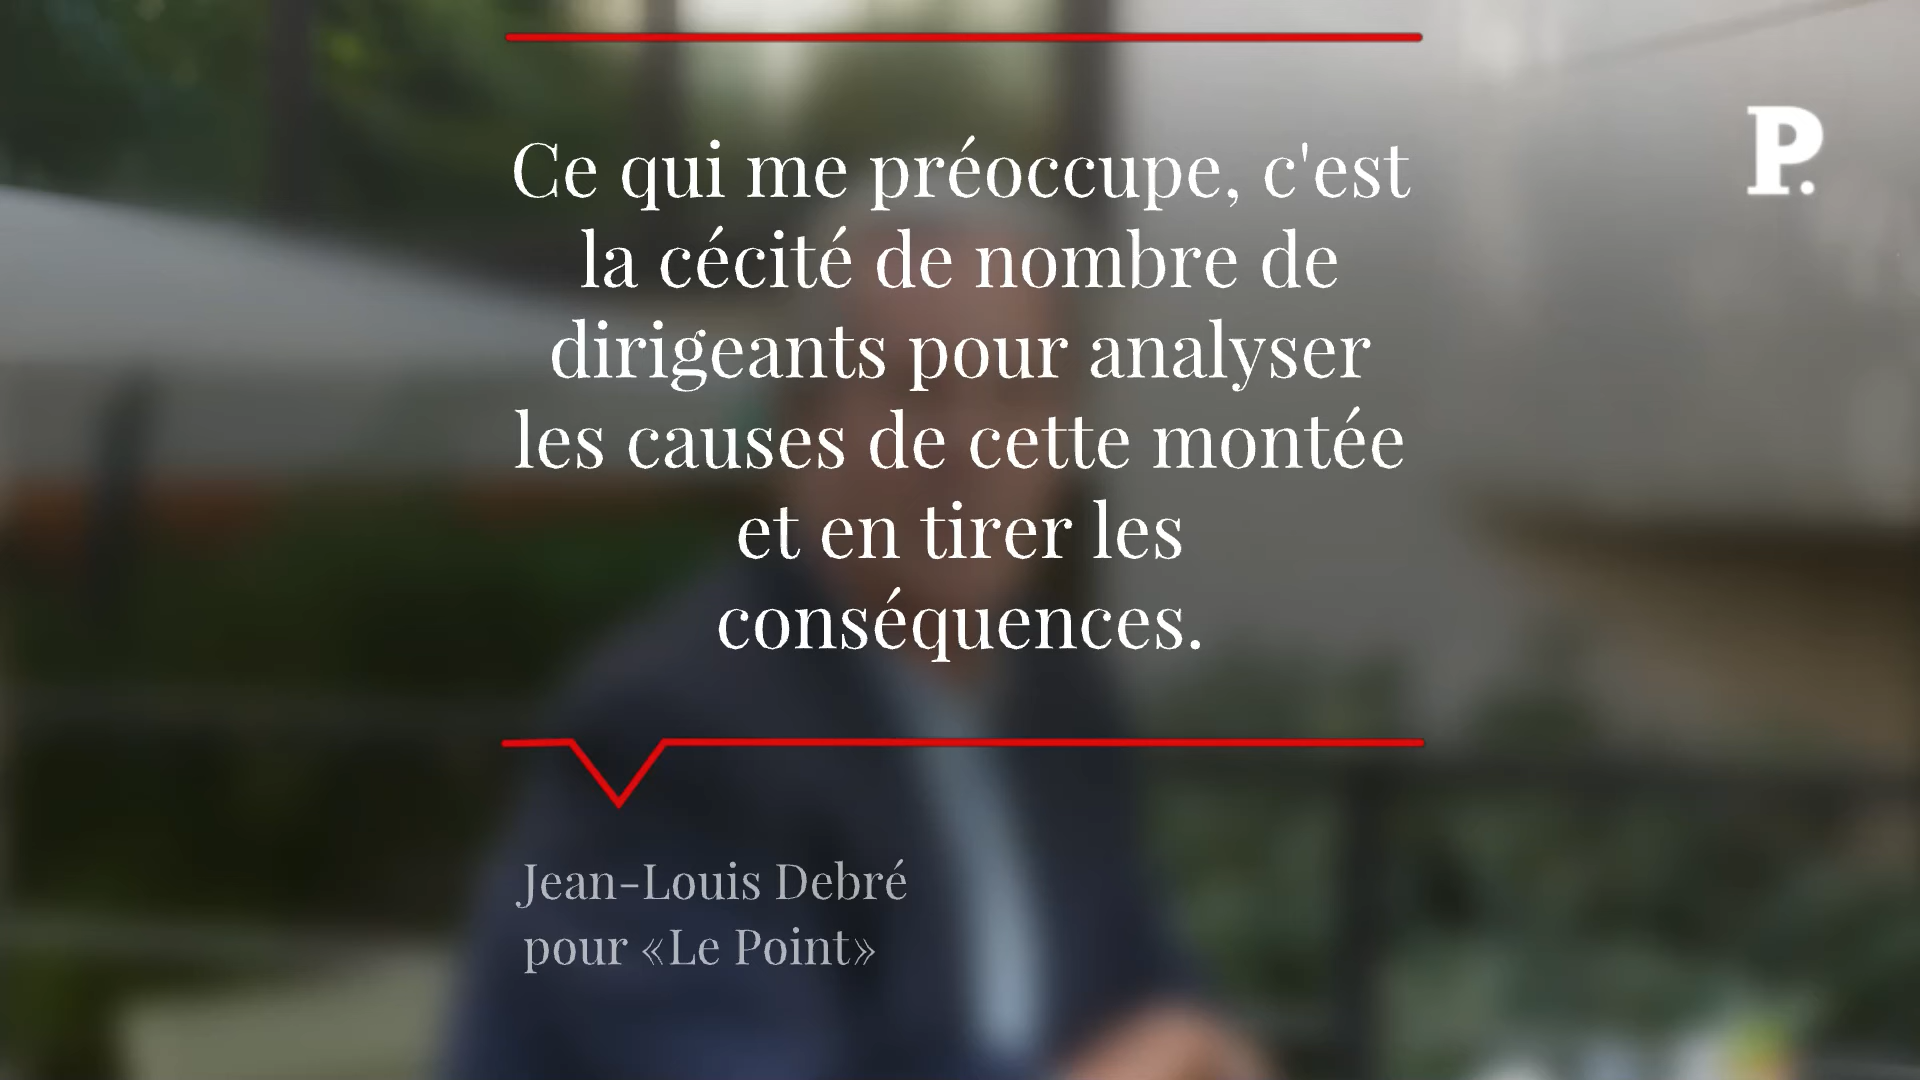 P.
Ce qui me préoccupe, c'est
la cécité de nombre de
dirigeants pour analyser
les causes de cette montée
et en tirer les
conséquences.
Jean-Louis Debré
pour «Le Point»